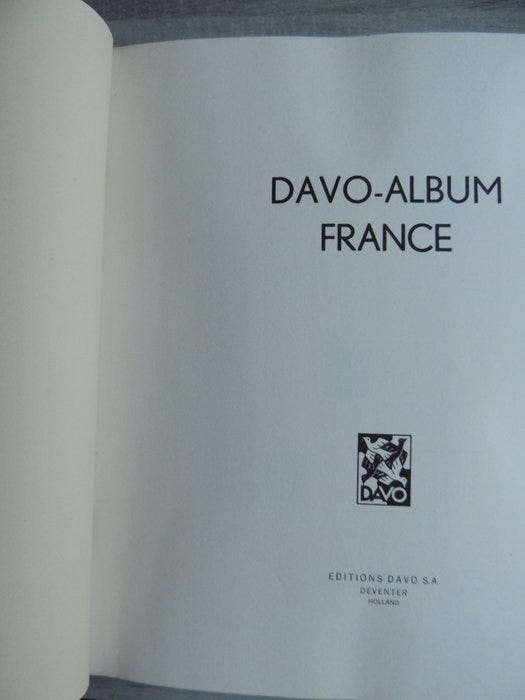 DAVO-ALBUM
FRANCE
DAVO
EDITIONS DAVO S.A.
DEVENTER
HOLLAND